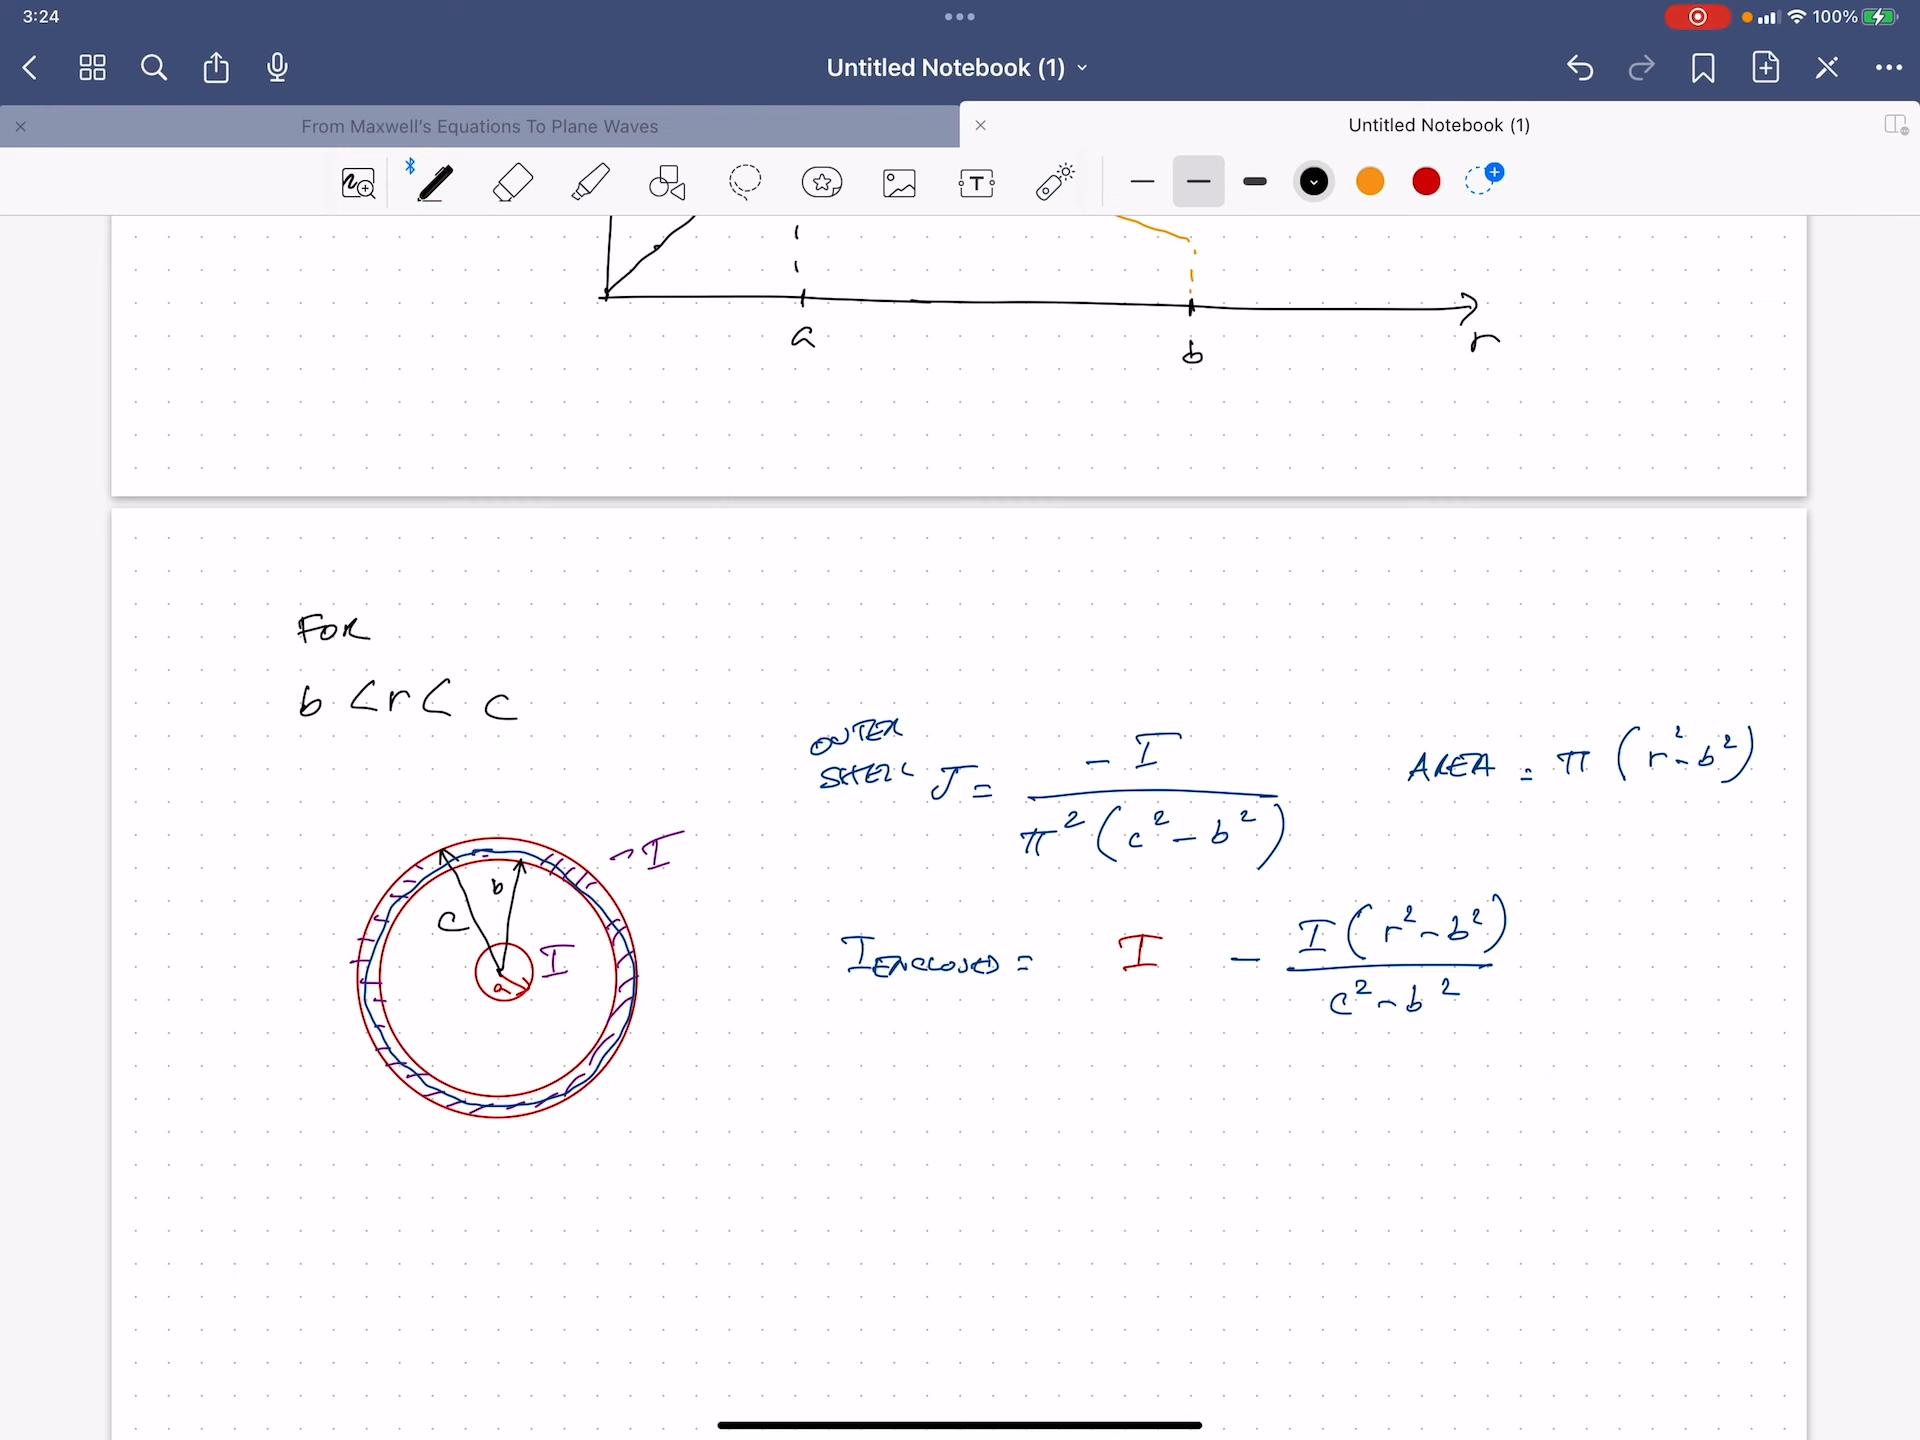 3:24
100%
Untitled Notebook (1)
From Maxwell's Equations To Plane Waves
Untitled Notebook (1)
T
a
b
r
FOR
b < r < c
OUTER
SHELL J = -I / π² (c² - b²)
AREA = π (r² - b²)
-I
b
C
I
a
I ENCLOSED = I - I (r² - b²) / c² - b²